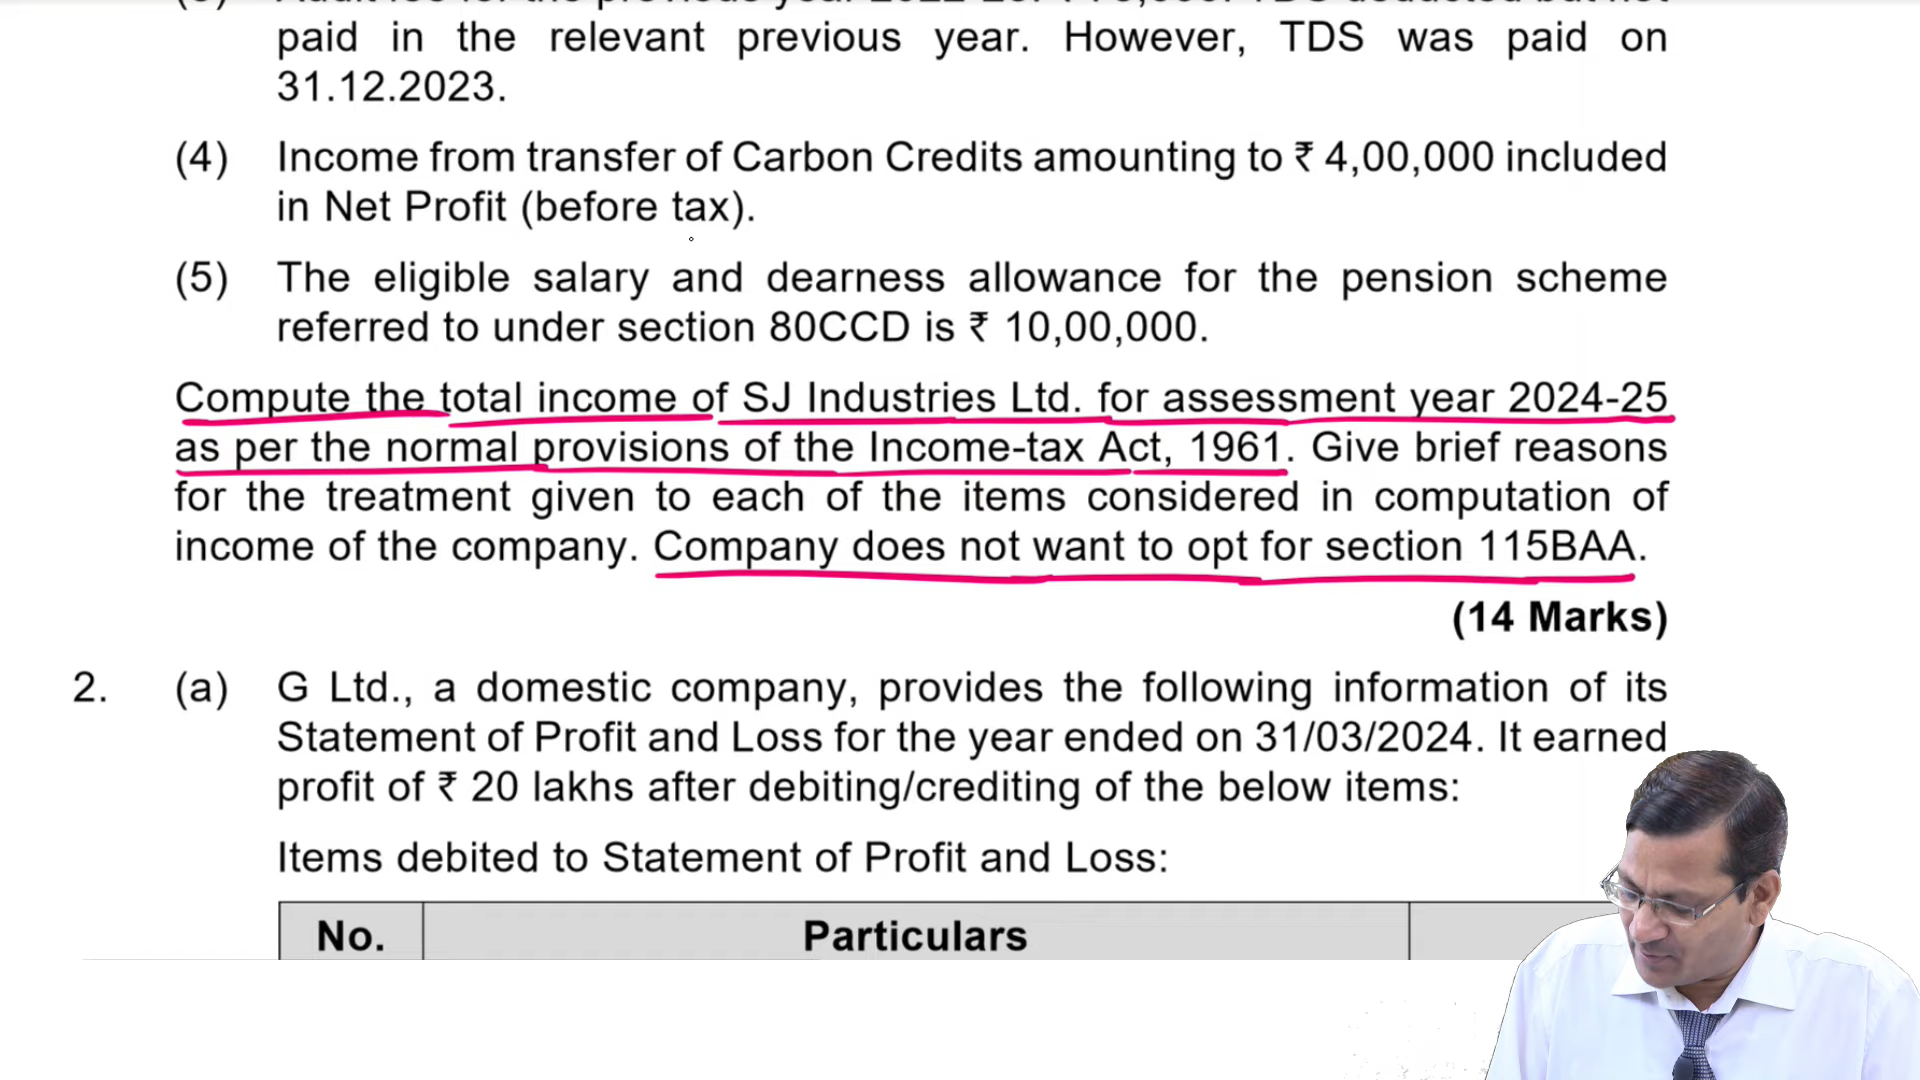 paid in the relevant previous year. However, TDS was paid on
31.12.2023.
(4) Income from transfer of Carbon Credits amounting to ₹ 4,00,000 included
in Net Profit (before tax).
(5) The eligible salary and dearness allowance for the pension scheme
referred to under section 80CCD is ₹ 10,00,000.
Compute the total income of SJ Industries Ltd. for assessment year 2024-25
as per the normal provisions of the Income-tax Act, 1961. Give brief reasons
for the treatment given to each of the items considered in computation of
income of the company. Company does not want to opt for section 115BAA.
(14 Marks)
2. (a) G Ltd., a domestic company, provides the following information of its
Statement of Profit and Loss for the year ended on 31/03/2024. It earned
profit of ₹ 20 lakhs after debiting/crediting of the below items:
Items debited to Statement of Profit and Loss:
No. Particulars